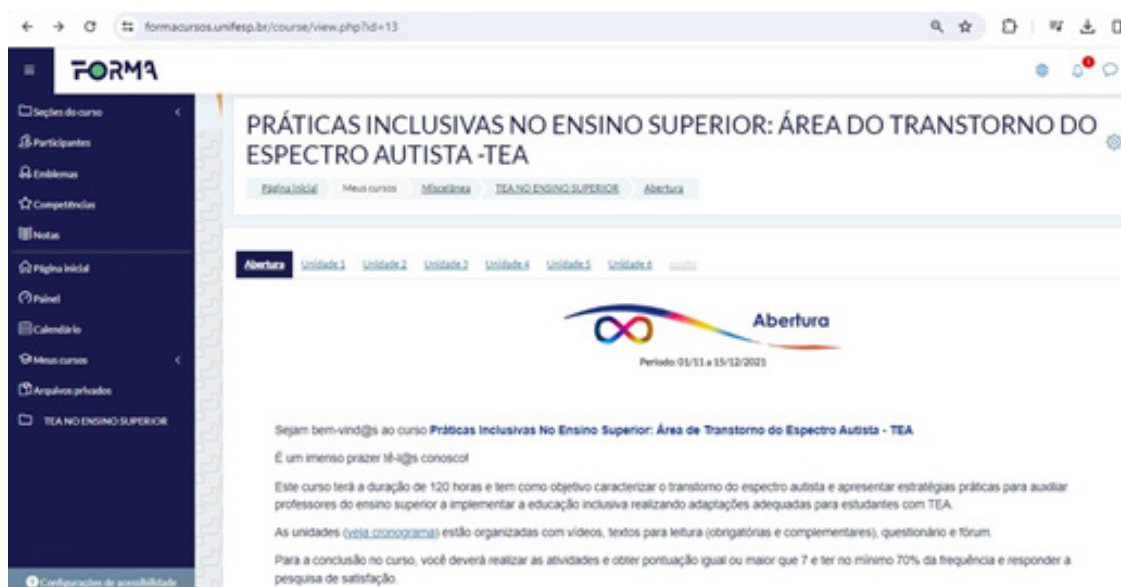 formacursos.unifesp.br/course/view.php?id=13
FORMA
Seções do curso
Participantes
Emblemas
Competências
Notas
Página inicial
Painel
Calendário
Meus cursos
Arquivos privados
TEA NO ENSINO SUPERIOR
Configurações de acessibilidade
PRÁTICAS INCLUSIVAS NO ENSINO SUPERIOR: ÁREA DO TRANSTORNO DO
ESPECTRO AUTISTA -TEA
Página inicial Meus cursos Miscelânea TEA NO ENSINO SUPERIOR Abertura
Abertura Unidade 1 Unidade 2 Unidade 3 Unidade 4 Unidade 5 Unidade 6
Abertura
Período: 01/11 a 15/12/2021
Sejam bem-vind@s ao curso Práticas Inclusivas No Ensino Superior: Área de Transtorno do Espectro Autista - TEA
É um imenso prazer tê-l@s conosco!
Este curso terá a duração de 120 horas e tem como objetivo caracterizar o transtorno do espectro autista e apresentar estratégias práticas para auxiliar
professores do ensino superior a implementar a educação inclusiva realizando adaptações adequadas para estudantes com TEA.
As unidades (veja cronograma) estão organizadas com vídeos, textos para leitura (obrigatórias e complementares), questionário e fórum.
Para a conclusão no curso, você deverá realizar as atividades e obter pontuação igual ou maior que 7 e ter no mínimo 70% da frequência e responder a
pesquisa de satisfação.